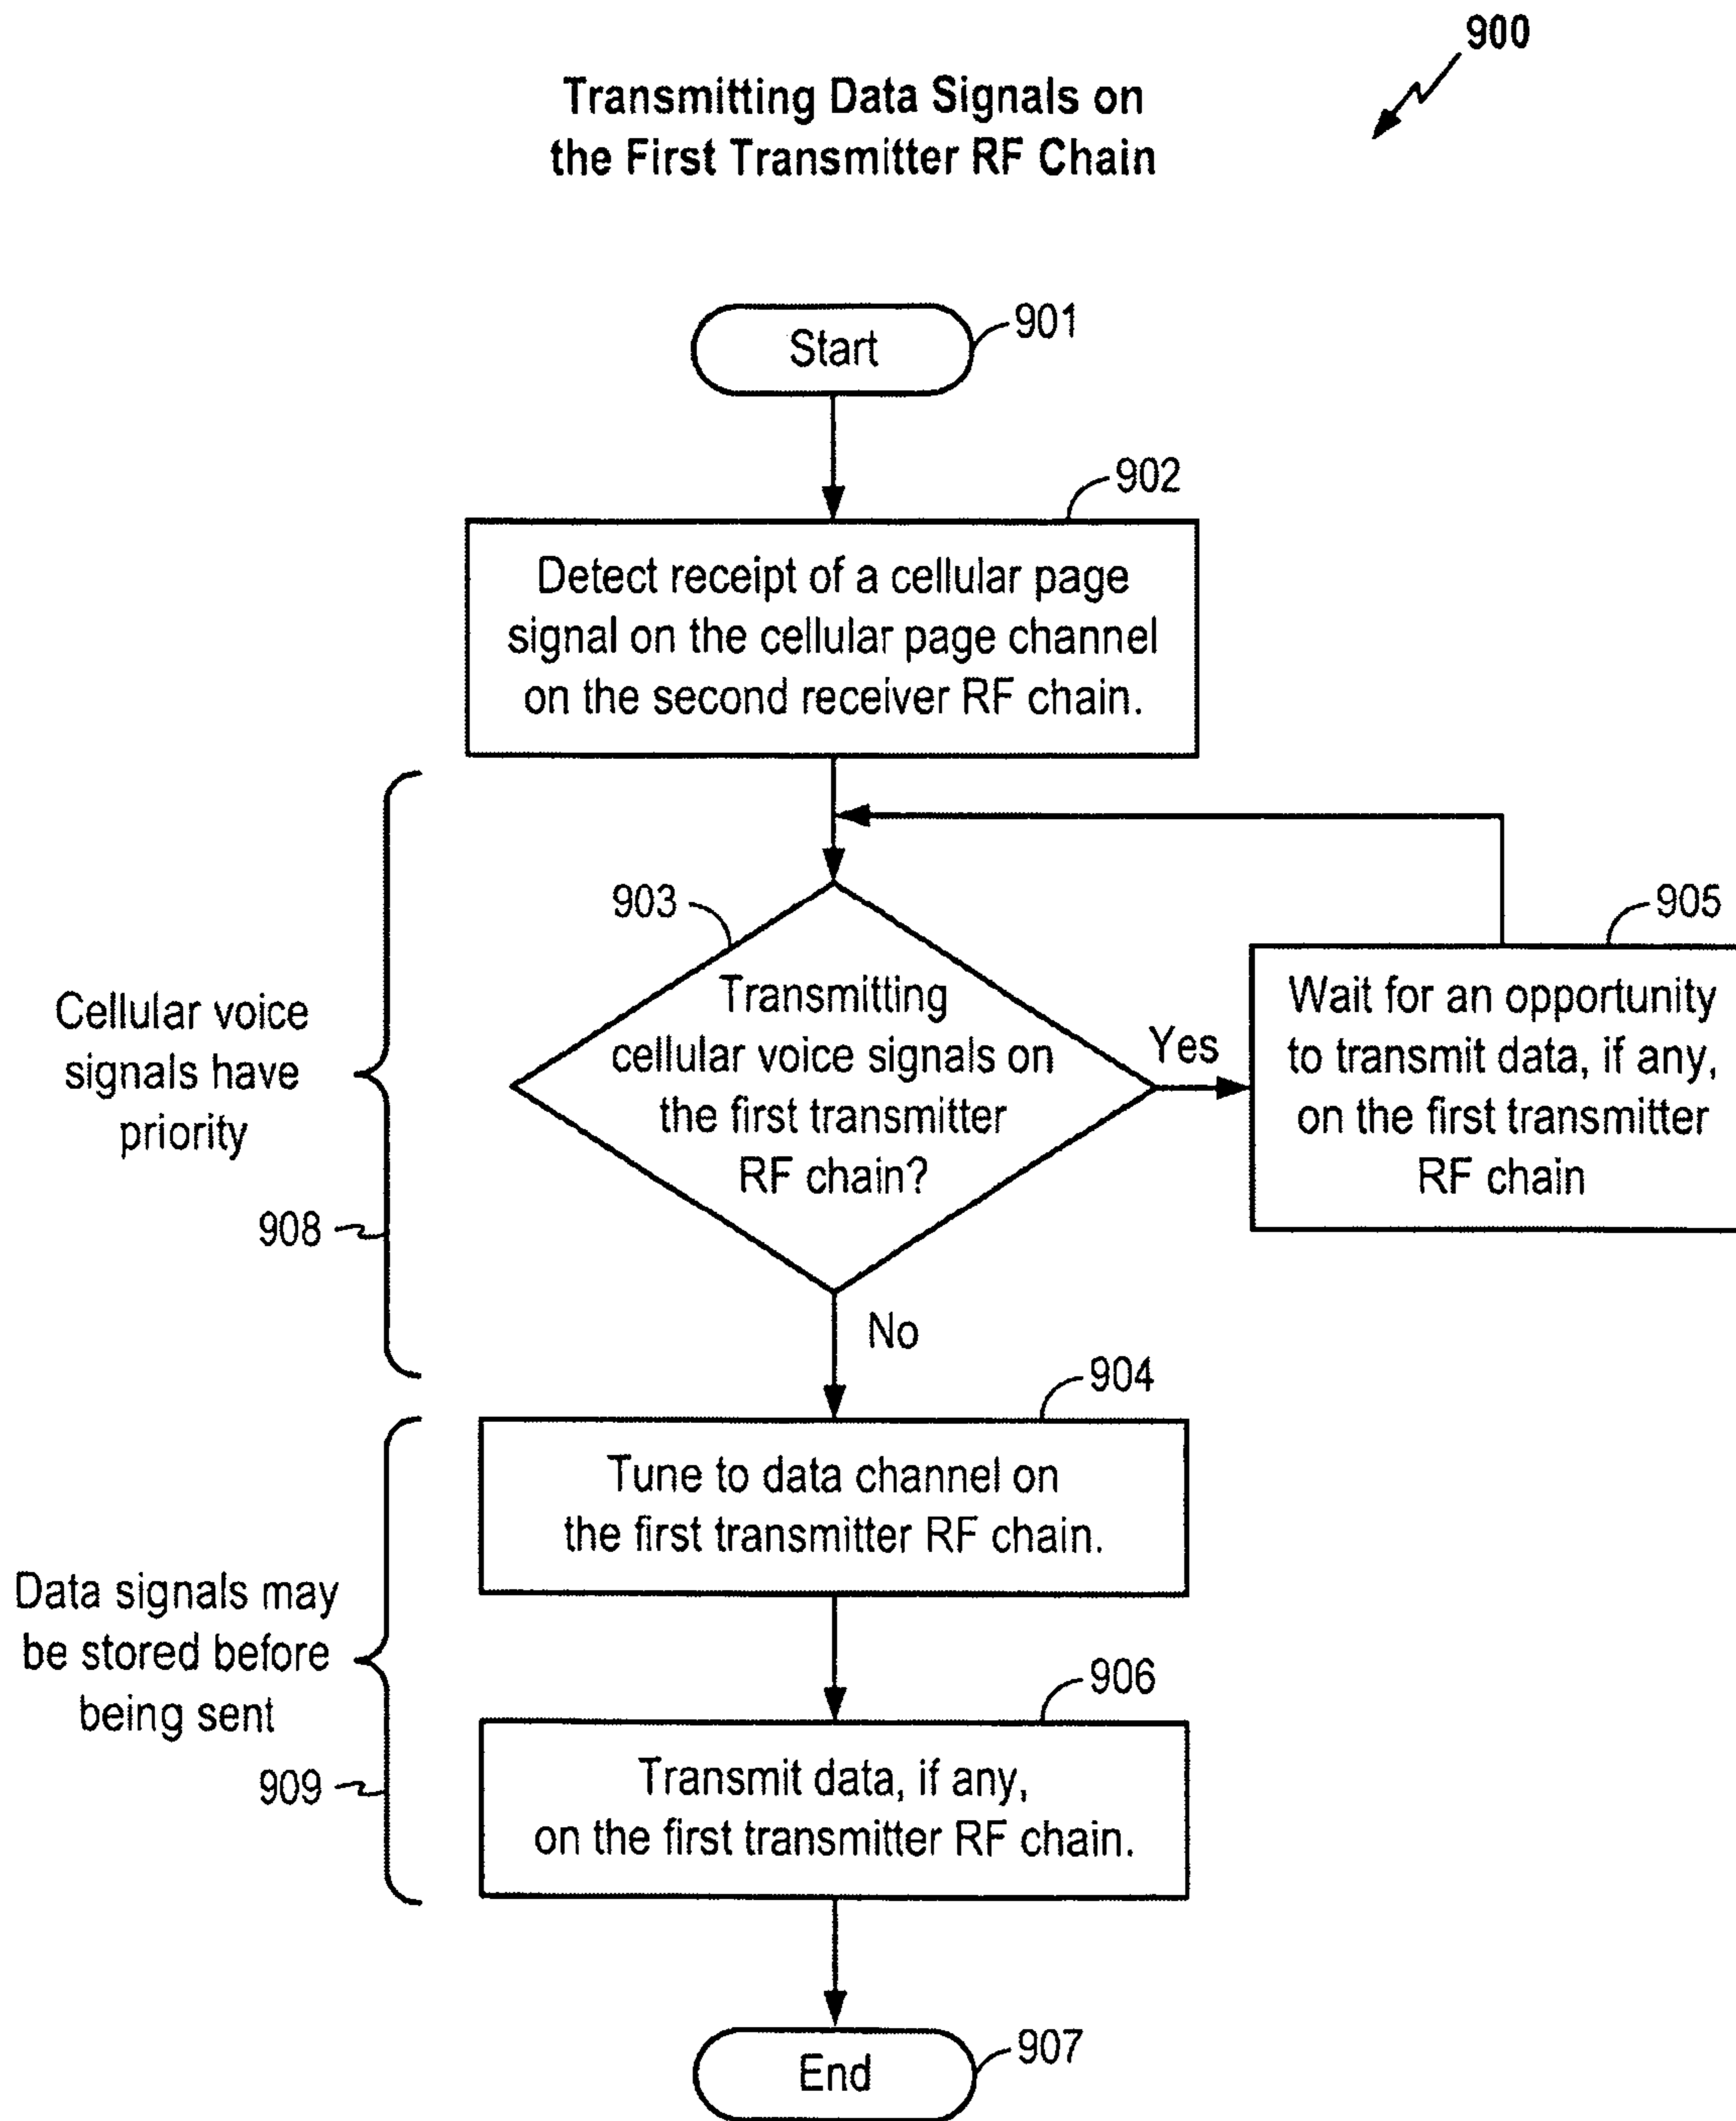 900
Transmitting Data Signals on
the First Transmitter RF Chain
Start
901
902
Detect receipt of a cellular page
signal on the cellular page channel
on the second receiver RF chain.
903
Transmitting
cellular voice signals on
the first transmitter
RF chain?
Yes
905
Wait for an opportunity
to transmit data, if any,
on the first transmitter
RF chain
Cellular voice
signals have
priority
908
No
904
Tune to data channel on
the first transmitter RF chain.
Data signals may
be stored before
being sent
909
906
Transmit data, if any,
on the first transmitter RF chain.
End
907